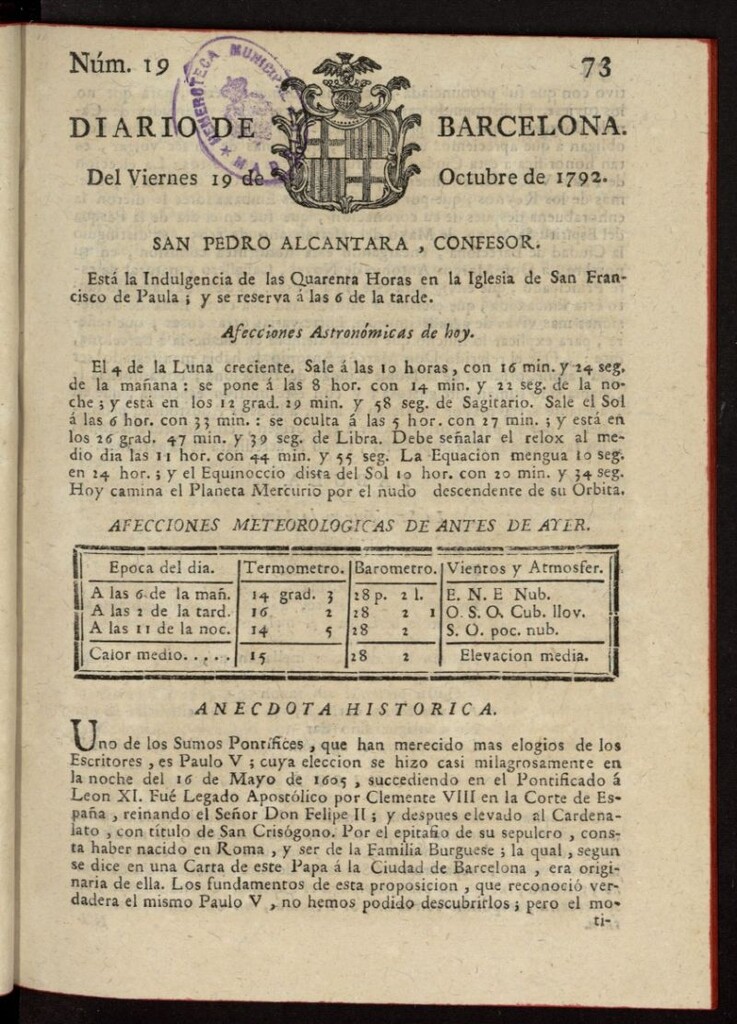 Núm. 19
73
HEMEROTECA MUNICIPAL
DIARIO DE BARCELONA.
Del Viernes 19 de Octubre de 1792.
SAN PEDRO ALCANTARA , CONFESOR.
Está la Indulgencia de las Quarenta Horas en la Iglesia de San Fran-
cisco de Paula ; y se reserva á las 6 de la tarde.
Afecciones Astronómicas de hoy.
El 4 de la Luna creciente. Sale á las 10 horas, con 16 min. y 24 seg.
de la mañana : se pone á las 8 hor. con 14 min. y 22 seg. de la no-
che ; y está en los 12 grad. 29 min. y 58 seg. de Sagitario. Sale el Sol
á las 6 hor. con 33 min. : se oculta á las 5 hor. con 27 min. ; y está en
los 26 grad. 47 min. y 39 seg. de Libra. Debe señalar el relox al me-
dio dia las 11 hor. con 44 min. y 55 seg. La Equacion mengua 10 seg.
en 24 hor. ; y el Equinoccio dista del Sol 10 hor. con 20 min. y 34 seg.
Hoy camina el Planeta Mercurio por el nudo descendente de su Orbita.
AFECCIONES METEOROLOGICAS DE ANTES DE AYER.
Epoca del dia. Termometro. Barometro. Vientos y Atmosfer.
A las 6 de la mañ. 14 grad. 3 28 p. 2 l. E. N. E Nub.
A las 2 de la tard. 16 2 28 2 1 O. S. O. Cub. llov.
A las 11 de la noc. 14 5 28 2 S. O. poc. nub.
Calor medio..... 15 28 2 Elevacion media.
ANECDOTA HISTORICA.
Uno de los Sumos Pontífices , que han merecido mas elogios de los
Escritores , es Paulo V ; cuya eleccion se hizo casi milagrosamente en
la noche del 16 de Mayo de 1605 , succediendo en el Pontificado á
Leon XI. Fué Legado Apostólico por Clemente VIII en la Corte de Es-
paña , reinando el Señor Don Felipe II ; y despues elevado al Cardena-
lato , con título de San Crisógono. Por el epitafio de su sepulcro , cons-
ta haber nacido en Roma , y ser de la Familia Burguese ; la qual , segun
se dice en una Carta de este Papa á la Ciudad de Barcelona , era origi-
naria de ella. Los fundamentos de esta proposicion , que reconoció ver-
dadera el mismo Paulo V , no hemos podido descubrirlos ; pero el mo-
ti-